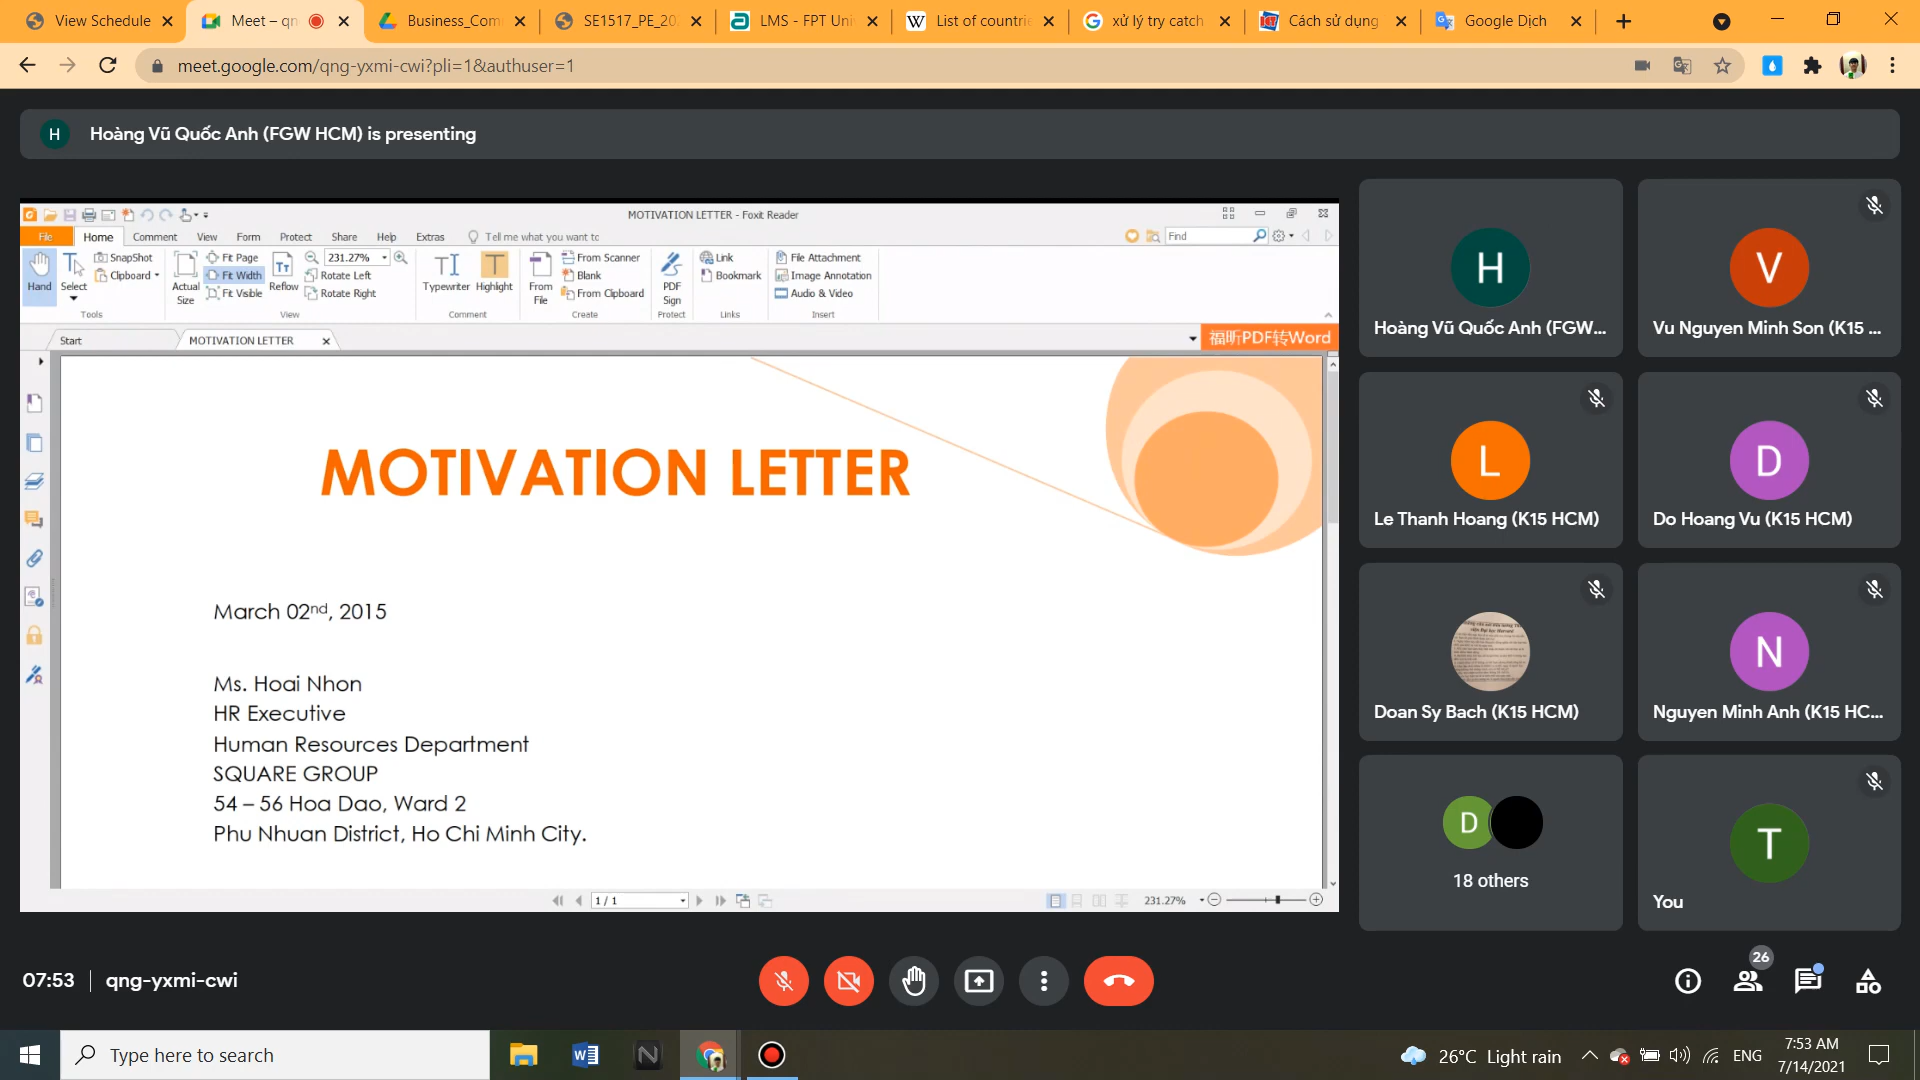 View Schedule
Meet – qn
Business_Com
SE1517_PE_20
LMS - FPT Uni
List of countrie
xử lý try catch
Cách sử dụng
Google Dịch
meet.google.com/qng-yxmi-cwi?pli=1&authuser=1
H
Hoàng Vũ Quốc Anh (FGW HCM) is presenting
MOTIVATION LETTER - Foxit Reader
File
Home
Comment
View
Form
Protect
Share
Help
Extras
Tell me what you want to
Find
Hand
Select
SnapShot
Clipboard
Tools
Actual Size
Fit Page
Fit Width
Fit Visible
Reflow
231.27%
Rotate Left
Rotate Right
View
Typewriter
Highlight
Comment
From File
From Scanner
Blank
From Clipboard
Create
PDF Sign
Protect
Link
Bookmark
Links
File Attachment
Image Annotation
Audio & Video
Insert
Start
MOTIVATION LETTER
福昕PDF转Word
MOTIVATION LETTER
March 02nd, 2015
Ms. Hoai Nhon
HR Executive
Human Resources Department
SQUARE GROUP
54 – 56 Hoa Dao, Ward 2
Phu Nhuan District, Ho Chi Minh City.
1 / 1
231.27%
H
Hoàng Vũ Quốc Anh (FGW...
V
Vu Nguyen Minh Son (K15 ...
L
Le Thanh Hoang (K15 HCM)
D
Do Hoang Vu (K15 HCM)
Doan Sy Bach (K15 HCM)
N
Nguyen Minh Anh (K15 HC...
D
18 others
T
You
07:53
qng-yxmi-cwi
26
Type here to search
26°C Light rain
ENG
7:53 AM
7/14/2021